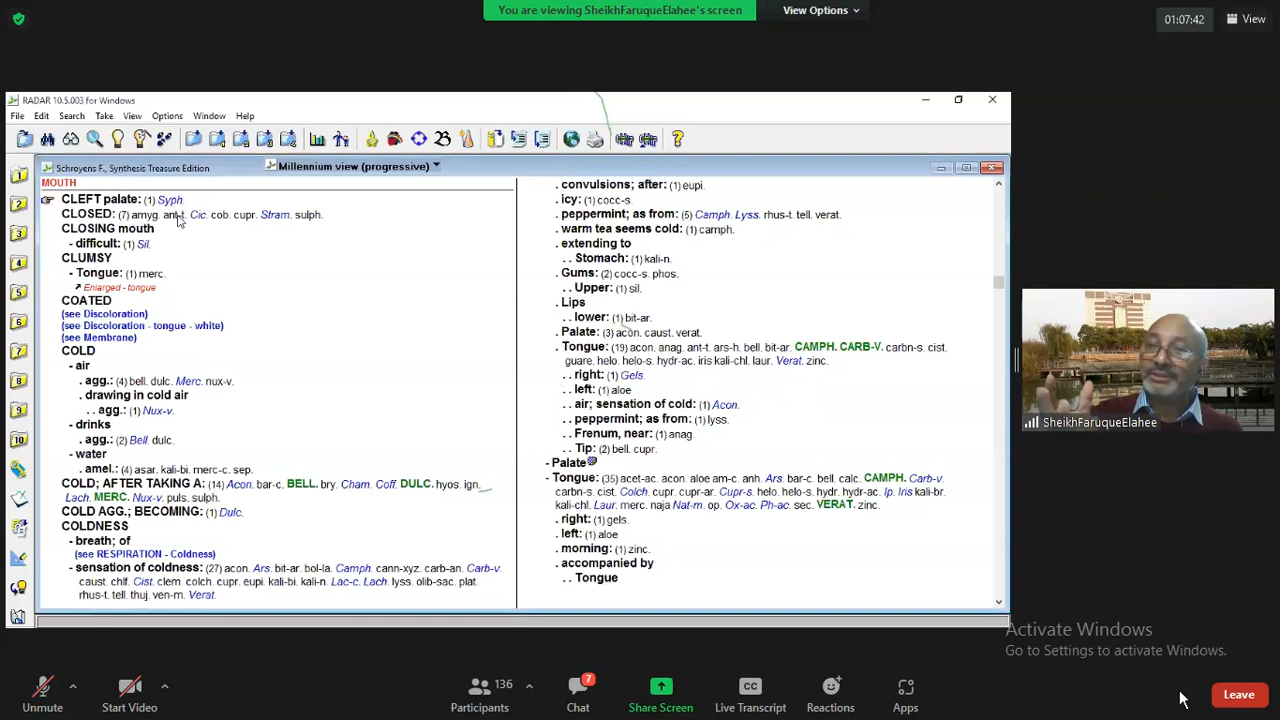 You are viewing SheikhFaruqueElahee's screen
View Options
01:07:42
View
RADAR 10.5.003 for Windows
File Edit Search Take View Options Window Help
Schroyens F., Synthesis Treasure Edition
Millennium view (progressive)
MOUTH
CLEFT palate: (1) Syph.
CLOSED: (7) amyg. ant-t. Cic. cob. cupr. Stram. sulph.
CLOSING mouth
- difficult: (1) Sil.
CLUMSY
- Tongue: (1) merc.
Enlarged - tongue
COATED
(see Discoloration)
(see Discoloration - tongue - white)
(see Membrane)
COLD
- air
. agg.: (4) bell. dulc. Merc. nux-v.
. drawing in cold air
. . agg.: (1) Nux-v.
- drinks
. agg.: (2) Bell. dulc.
- water
. amel.: (4) asar. kali-bi. merc-c. sep.
COLD; AFTER TAKING A: (14) Acon. bar-c. BELL. bry. Cham. Coff. DULC. hyos. ign.
Lach. MERC. Nux-v. puls. sulph.
COLD AGG.; BECOMING: (1) Dulc.
COLDNESS
- breath; of
(see RESPIRATION - Coldness)
- sensation of coldness: (27) acon. Ars. bit-ar. bol-la. Camph. cann-xyz. carb-an. Carb-v.
caust. chlf. Cist. clem. colch. cupr. eupi. kali-bi. kali-n. Lac-c. Lach. lyss. olib-sac. plat.
rhus-t. tell. thuj. ven-m. Verat.
. convulsions; after: (1) eupi.
. icy: (1) cocc-s.
. peppermint; as from: (5) Camph. Lyss. rhus-t. tell. verat.
. warm tea seems cold: (1) camph.
. extending to
. . Stomach: (1) kali-n.
. Gums: (2) cocc-s. phos.
. . Upper: (1) sil.
. Lips
. . lower: (1) bit-ar.
. Palate: (3) acon. caust. verat.
. Tongue: (19) acon. anag. ant-t. ars-h. bell. bit-ar. CAMPH. CARB-V. carbn-s. cist.
guare. helo. helo-s. hydr-ac. iris kali-chl. laur. Verat. zinc.
. . right: (1) Gels.
. . left: (1) aloe
. . air; sensation of cold: (1) Acon.
. . peppermint; as from: (1) lyss.
. . Frenum, near: (1) anag.
. . Tip: (2) bell. cupr.
- Palate
- Tongue: (35) acet-ac. acon. aloe am-c. anh. Ars. bar-c. bell. calc. CAMPH. Carb-v.
carbn-s. cist. Colch. cupr. cupr-ar. Cupr-s. helo. helo-s. hydr. hydr-ac. Ip. Iris kali-br.
kali-chl. Laur. merc. naja Nat-m. op. Ox-ac. Ph-ac. sec. VERAT. zinc.
. right: (1) gels.
. left: (1) aloe
. morning: (1) zinc.
. accompanied by
. . Tongue
1
2
3
4
5
6
7
8
9
10
SheikhFaruqueElahee
Activate Windows
Go to Settings to activate Windows.
Unmute
Start Video
136
Participants
7
Chat
Share Screen
CC
Live Transcript
Reactions
Apps
Leave